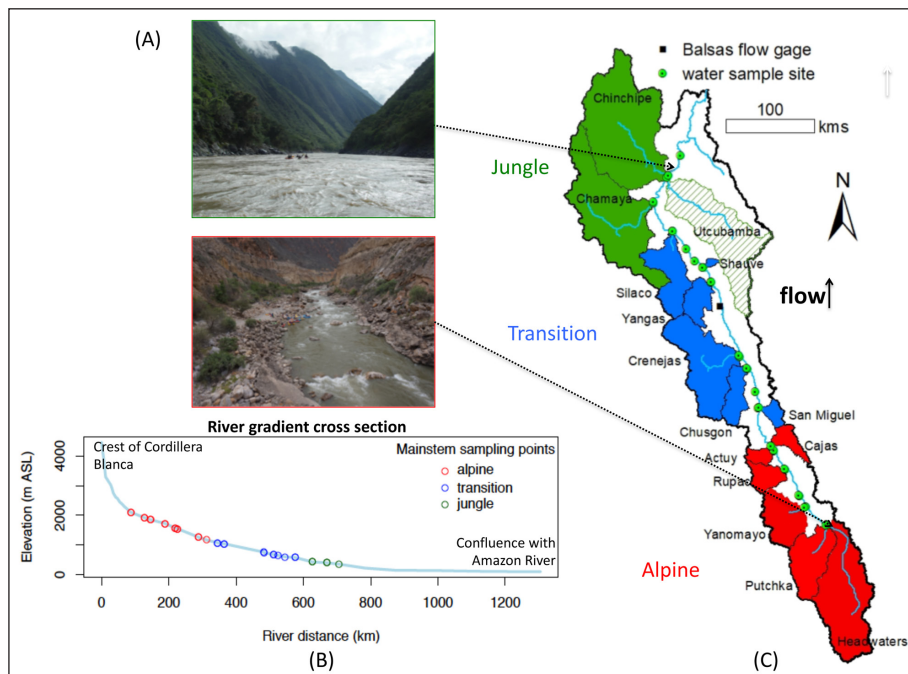 (A)
Jungle
Transition
River gradient cross section
Crest of Cordillera
Blanca
Mainstem sampling points
alpine
transition
jungle
Confluence with
Amazon River
Elevation (m ASL)
4000
2000
0
0
200
400
600
800
1000
1200
River distance (km)
(B)
Balsas flow gage
water sample site
100
kms
N
flow
Chinchipe
Chamaya
Utcubamba
Shauve
Silaco
Yangas
Crenejas
San Miguel
Chusgon
Cajas
Actuy
Rupac
Yanomayo
Alpine
Putchka
Headwaters
(C)